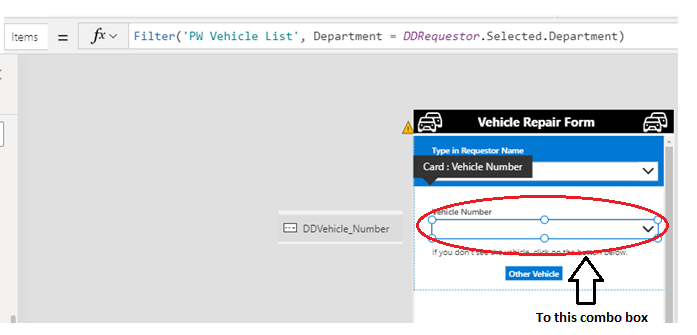 Items = fx Filter('PW Vehicle List', Department = DDRequestor.Selected.Department)
Vehicle Repair Form
Type in Requestor Name
Card : Vehicle Number
Vehicle Number
DDVehicle_Number
If you don't see the vehicle, click on the button below.
Other Vehicle
To this combo box